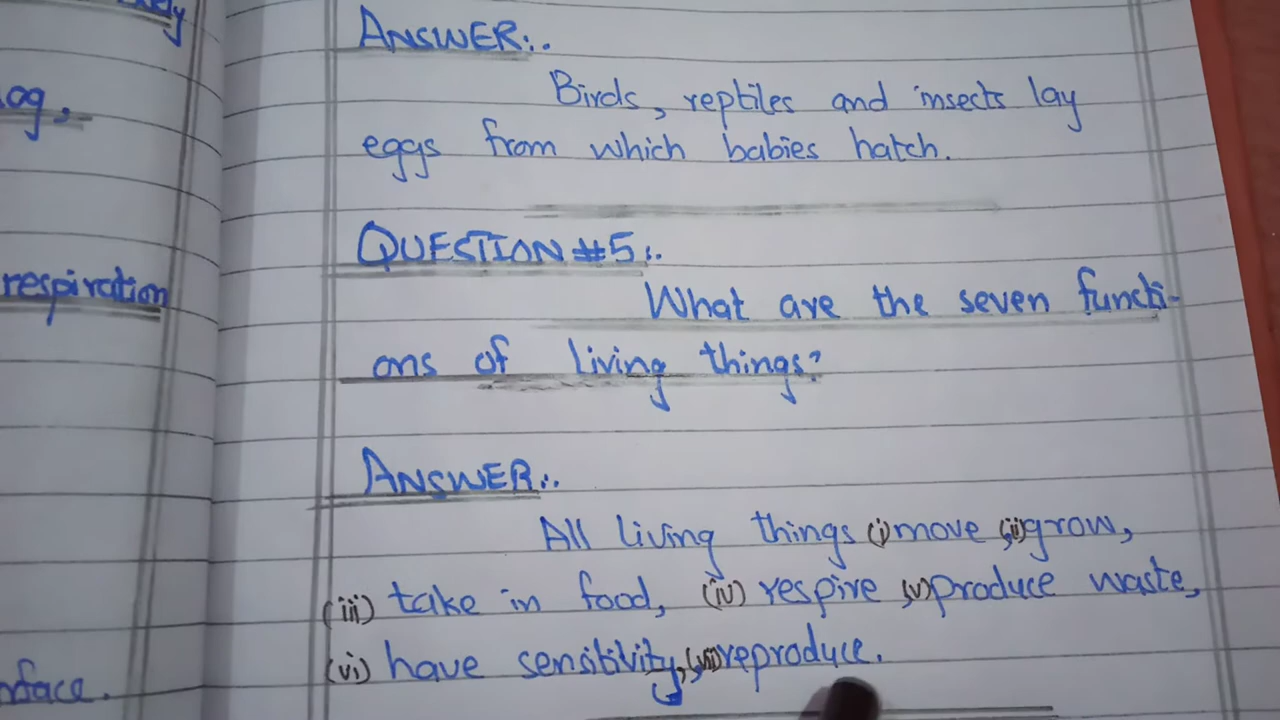 og,
respiration
ANSWER:.
Birds, reptiles and insects lay
eggs from which babies hatch.
QUESTION #5:.
What are the seven functi-
ons of living things?
ANSWER:.
All living things (i) move, (ii) grow,
(iii) take in food, (iv) respire, (v) produce waste,
(vi) have sensitivity, (vii) reproduce.